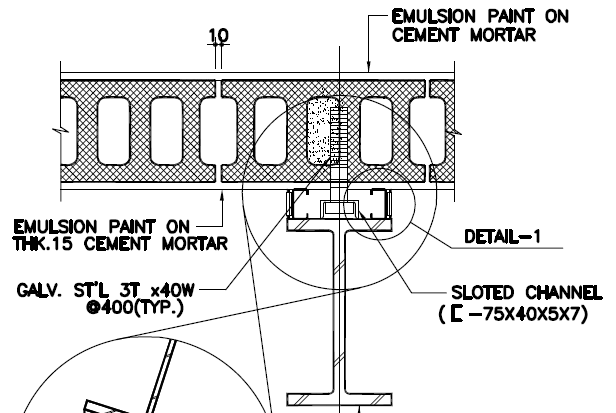 EMULSION PAINT ON
CEMENT MORTAR
10
EMULSION PAINT ON
THK.15 CEMENT MORTAR
DETAIL-1
GALV. ST'L 3T x40W
@400(TYP.)
SLOTED CHANNEL
([ -75X40X5X7)